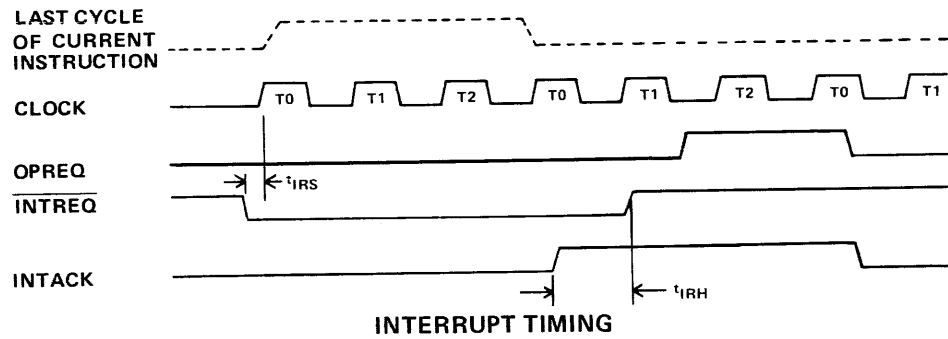 LAST CYCLE
OF CURRENT
INSTRUCTION
CLOCK
T0 T1 T2 T0 T1 T2 T0 T1
OPREQ
tIRS
INTREQ
INTACK
tIRH
INTERRUPT TIMING